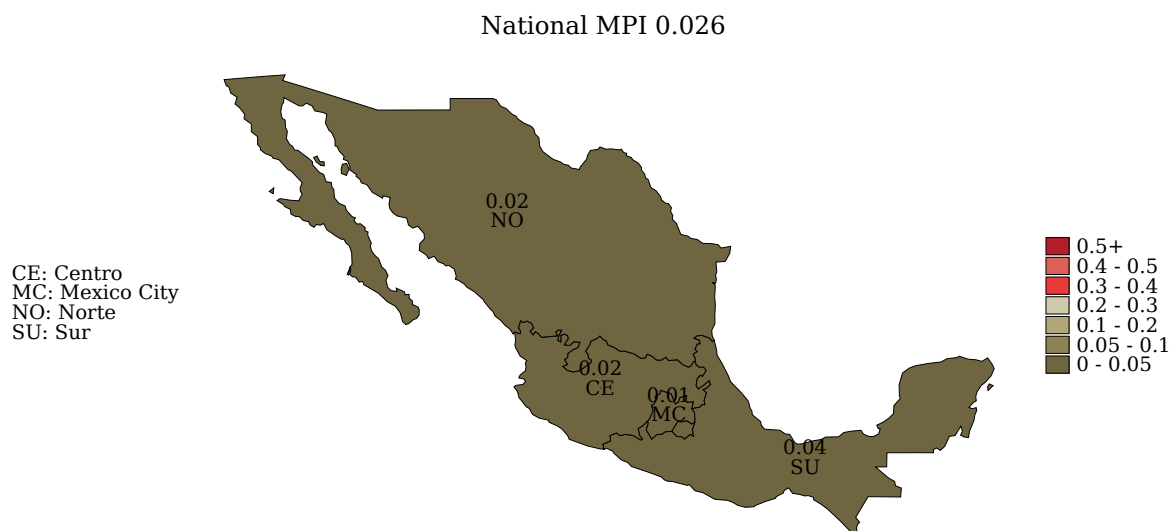 National MPI 0.026
0.02
NO
CE: Centro
MC: Mexico City
NO: Norte
SU: Sur
0.5+
0.4 - 0.5
0.3 - 0.4
0.2 - 0.3
0.1 - 0.2
0.05 - 0.1
0 - 0.05
0.02
CE
0.01
MC
0.04
SU